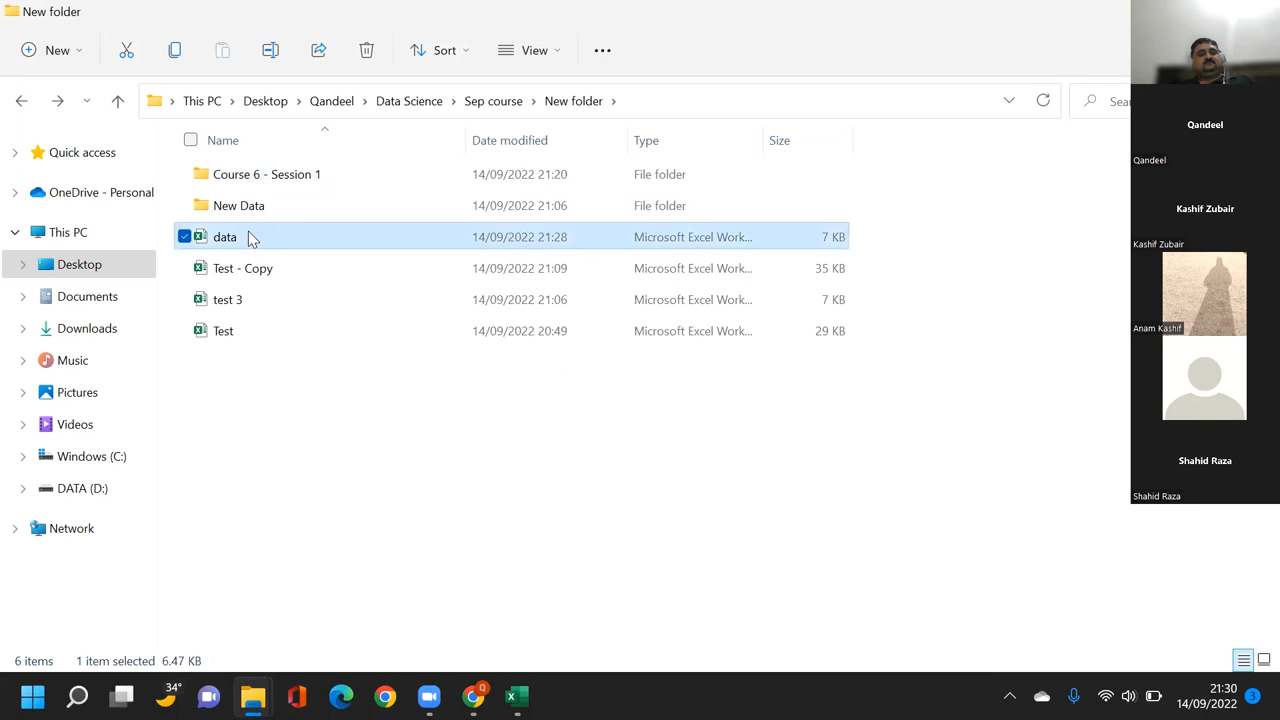 New folder
New
Sort
View
This PC
Desktop
Qandeel
Data Science
Sep course
New folder
Name
Date modified
Type
Size
Quick access
OneDrive - Personal
This PC
Desktop
Documents
Downloads
Music
Pictures
Videos
Windows (C:)
DATA (D:)
Network
Course 6 - Session 1 14/09/2022 21:20 File folder
New Data 14/09/2022 21:06 File folder
data 14/09/2022 21:28 Microsoft Excel Work... 7 KB
Test - Copy 14/09/2022 21:09 Microsoft Excel Work... 35 KB
test 3 14/09/2022 21:06 Microsoft Excel Work... 7 KB
Test 14/09/2022 20:49 Microsoft Excel Work... 29 KB
Qandeel
Qandeel
Kashif Zubair
Kashif Zubair
Anam Kashif
Shahid Raza
Shahid Raza
6 items 1 item selected 6.47 KB
34°
Q
21:30
14/09/2022
3